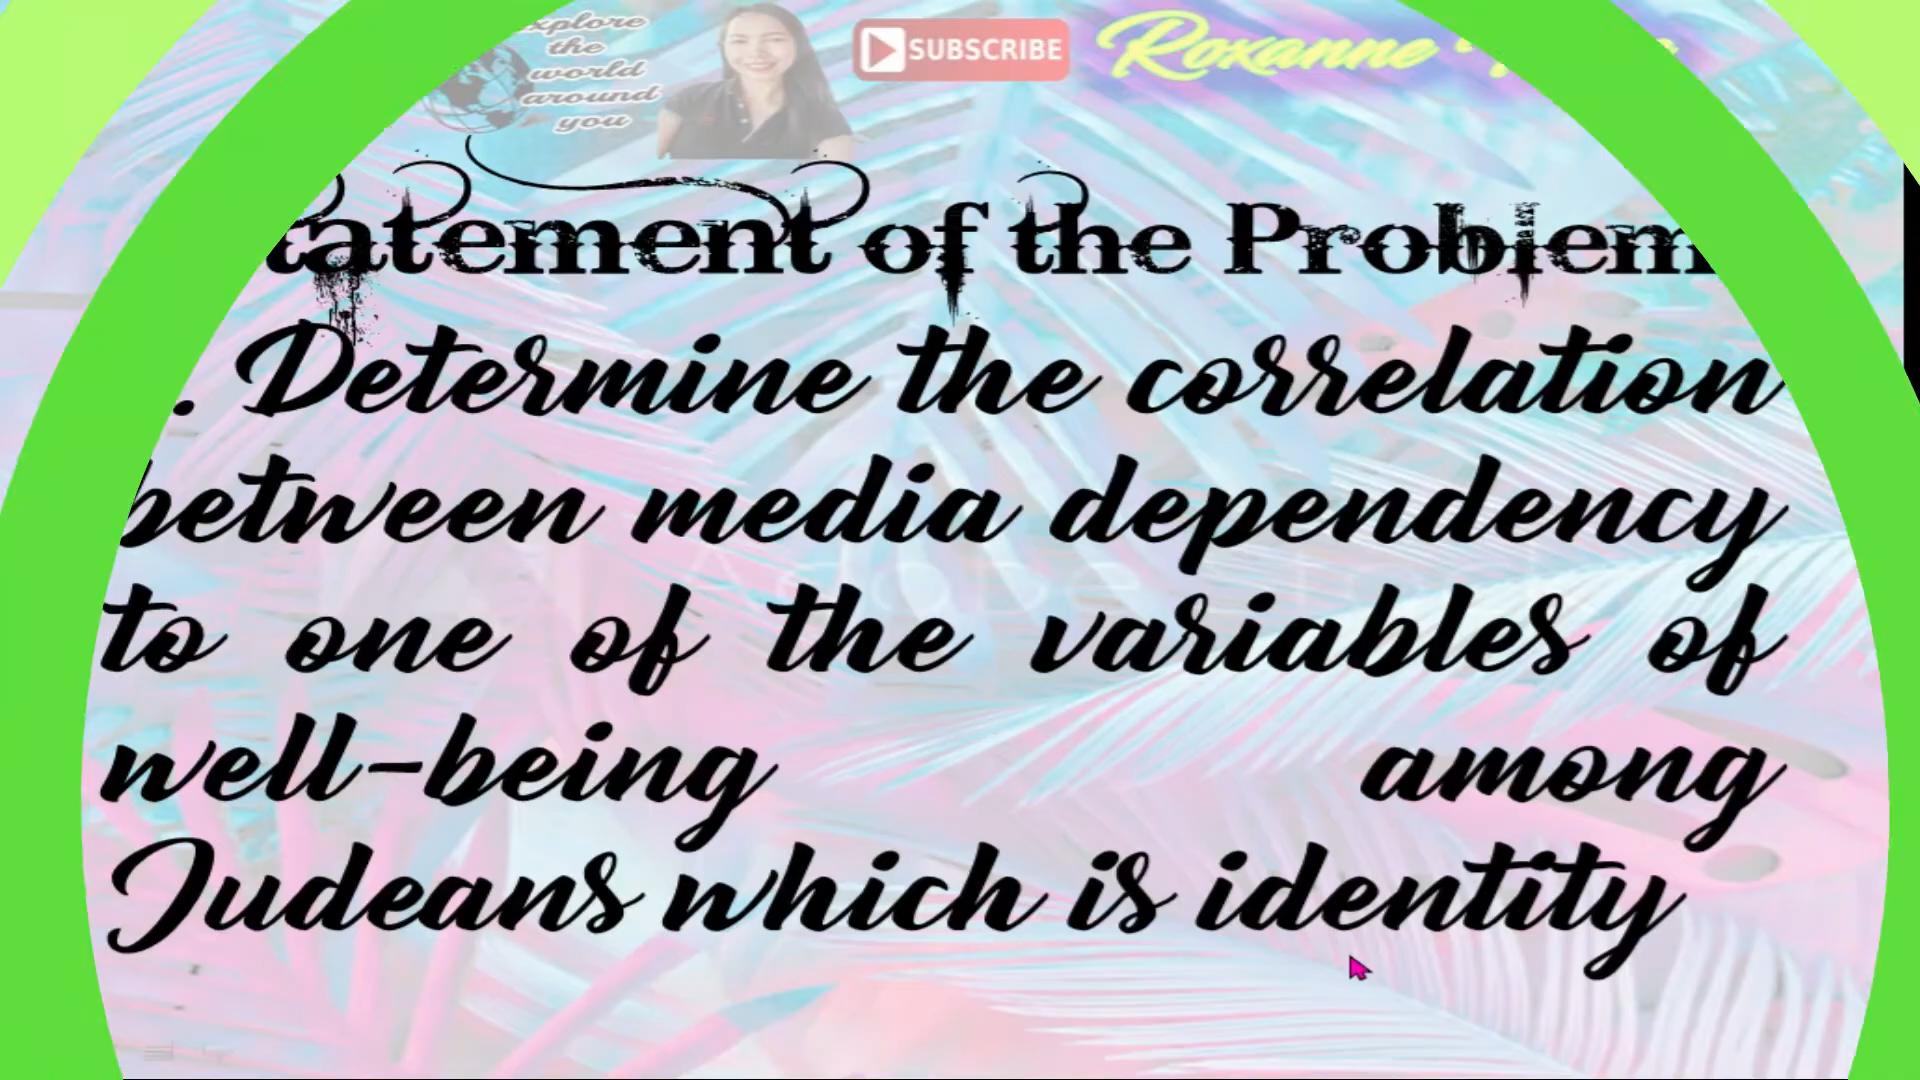 explore
the
world
around
you
SUBSCRIBE
Roxanne
tatement of the Problem
. Determine the correlation
between media dependency
to one of the variables of
well-being among
Judeans which is identity